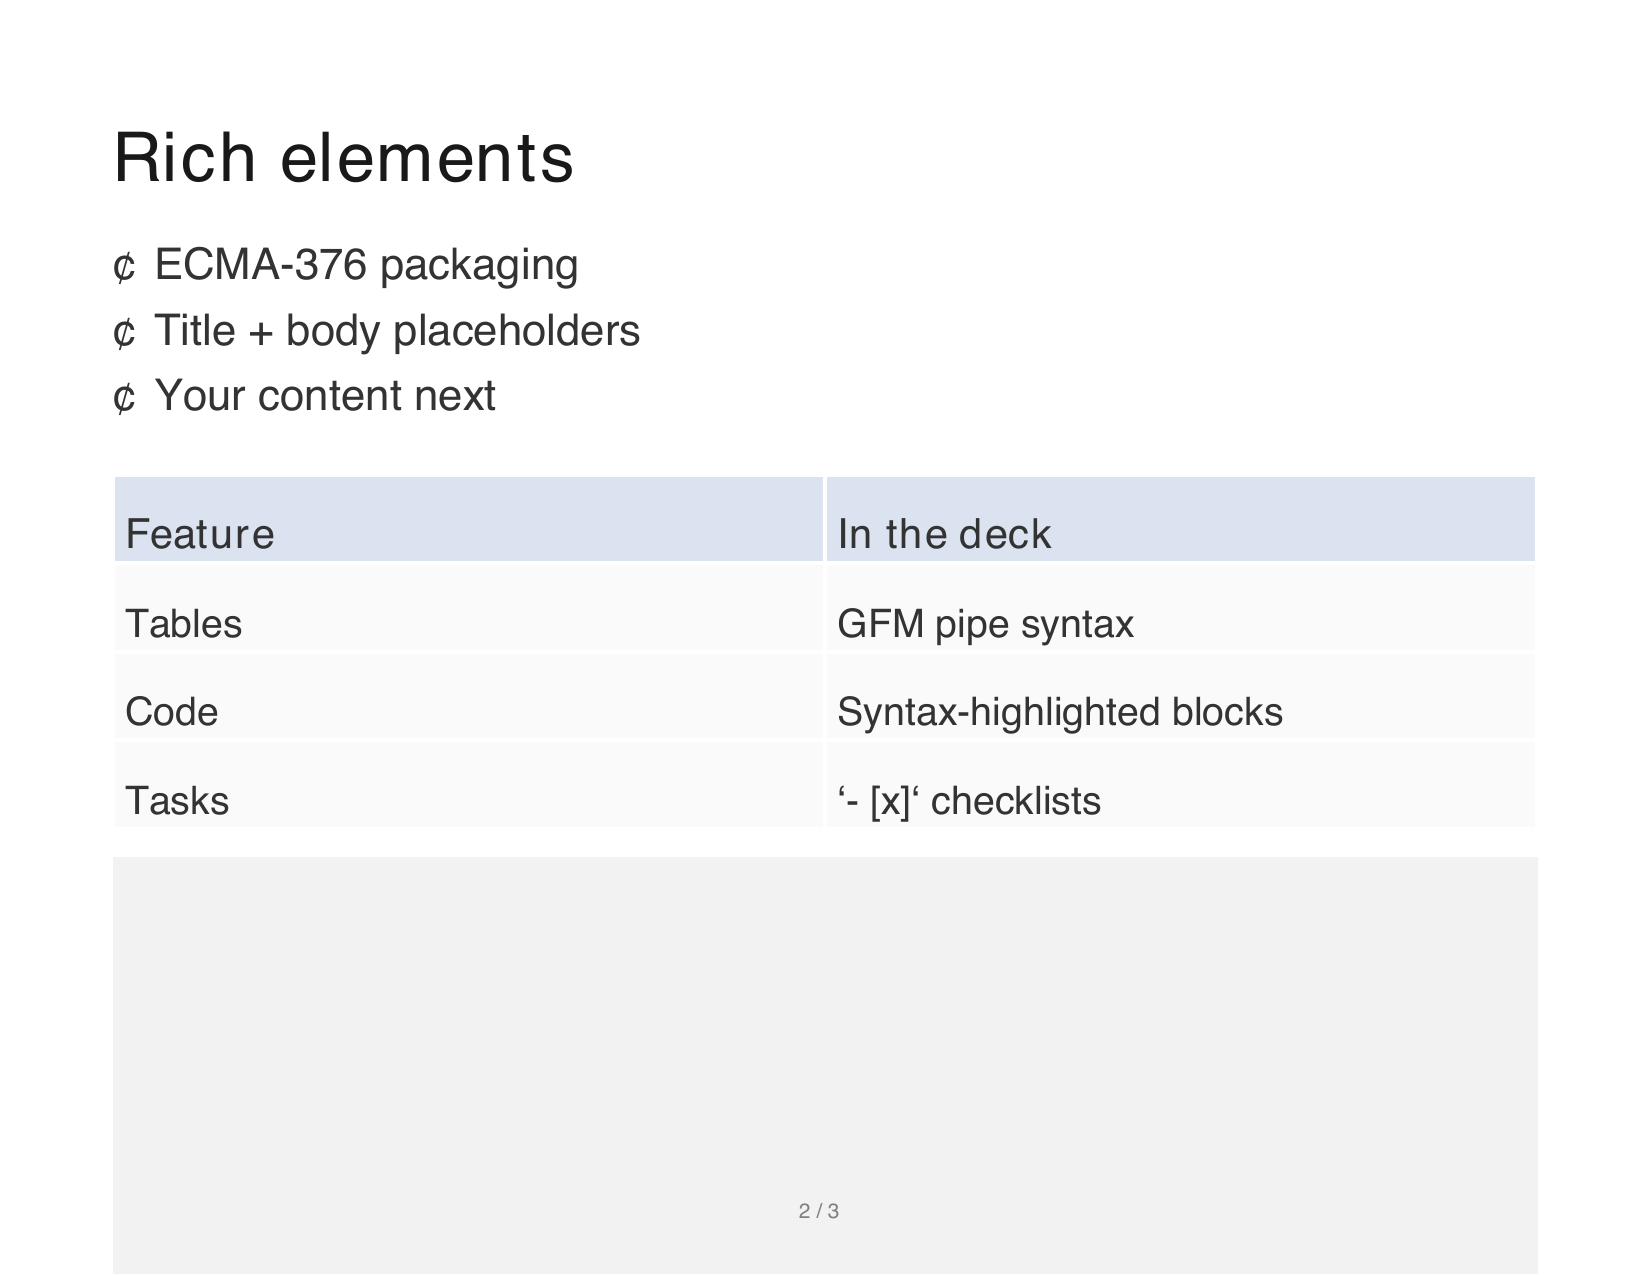 Rich elements
¢ ECMA-376 packaging
¢ Title + body placeholders
¢ Your content next
Feature In the deck
Tables GFM pipe syntax
Code Syntax-highlighted blocks
Tasks ‘- [x]‘ checklists
2 / 3